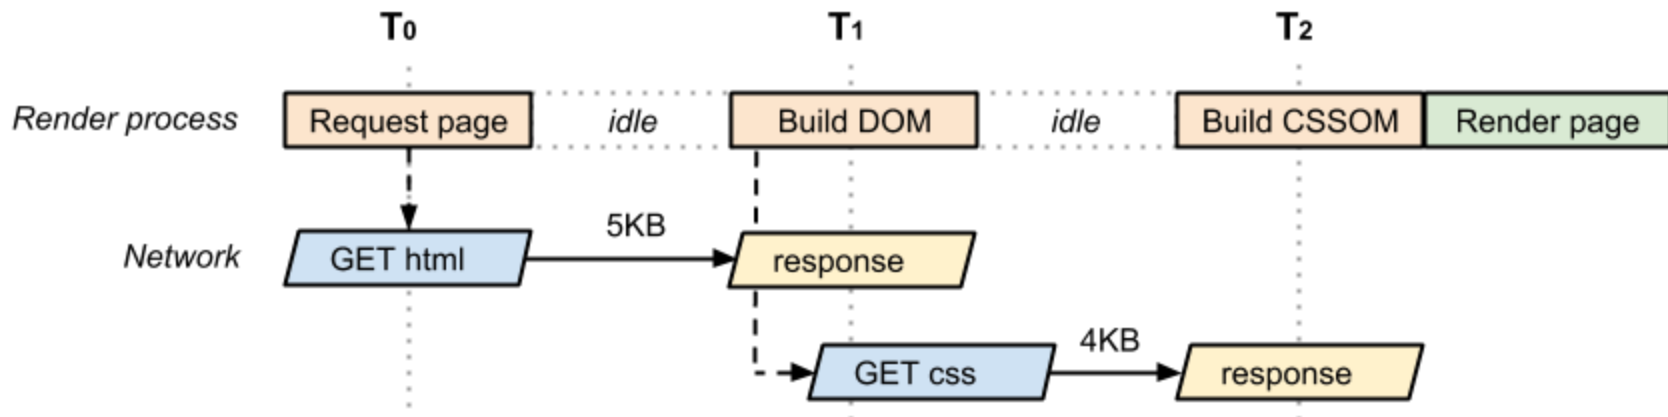 T0 T1 T2
Render process Request page idle Build DOM idle Build CSSOM Render page
5KB
Network GET html response
4KB
GET css response